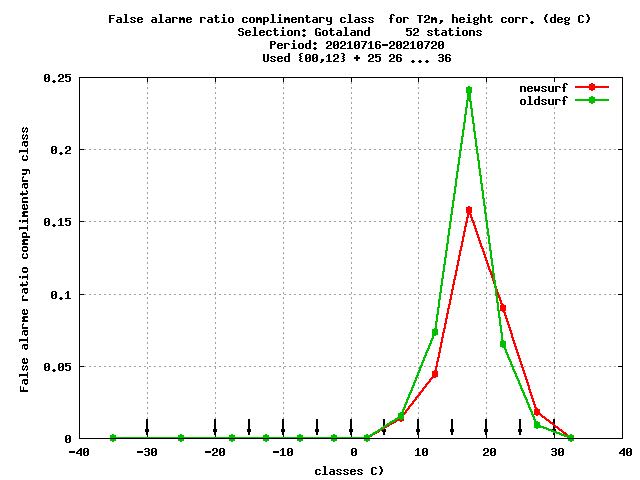 False alarme ratio complimentary class  for T2m, height corr. (deg C)
Selection: Gotaland     52 stations
Period: 20210716-20210720
Used {00,12} + 25 26 ... 36
0.25
newsurf
oldsurf
0.2
0.15
0.1
0.05
0
False alarme ratio complimentary class
-40 -30 -20 -10 0 10 20 30 40
classes C)